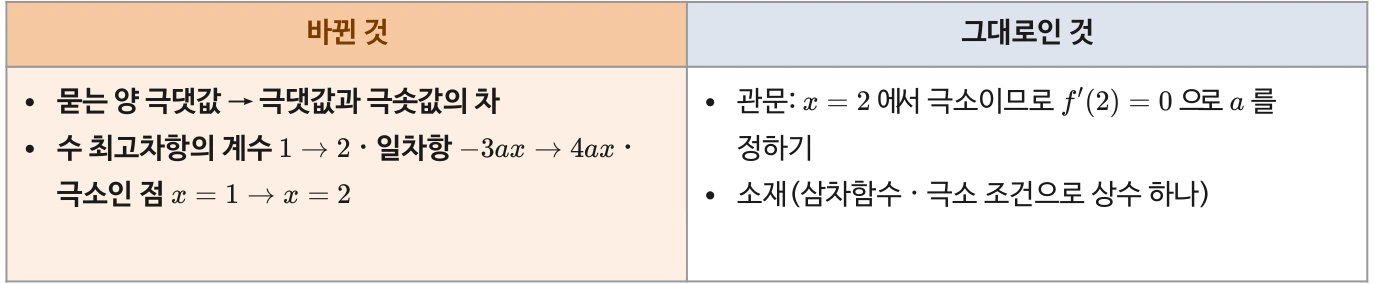 바뀐 것
그대로인 것
• 묻는 양 극댓값 → 극댓값과 극솟값의 차
• 수 최고차항의 계수 1 → 2 · 일차항 −3ax → 4ax ·
극소인 점 x = 1 → x = 2
• 관문: x = 2 에서 극소이므로 f′(2) = 0 으로 a 를
정하기
• 소재(삼차함수 · 극소 조건으로 상수 하나)